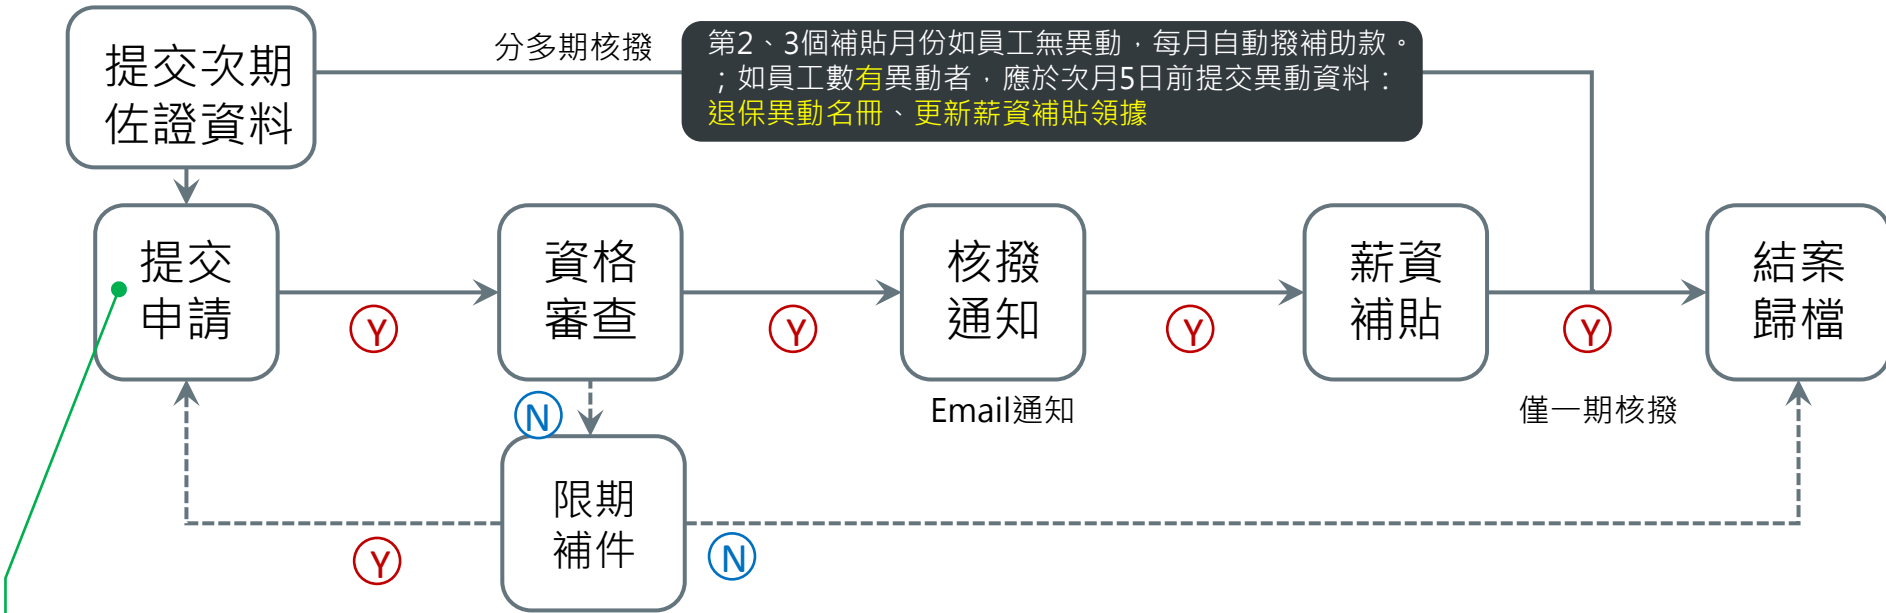 提交次期
佐證資料
分多期核撥
第2、3個補貼月份如員工無異動，每月自動撥補助款。
；如員工數有異動者，應於次月5日前提交異動資料：
退保異動名冊、更新薪資補貼領據
提交
申請
Y
資格
審查
Y
核撥
通知
Y
薪資
補貼
Y
結案
歸檔
N
Email通知
僅一期核撥
限期
補件
Y
N